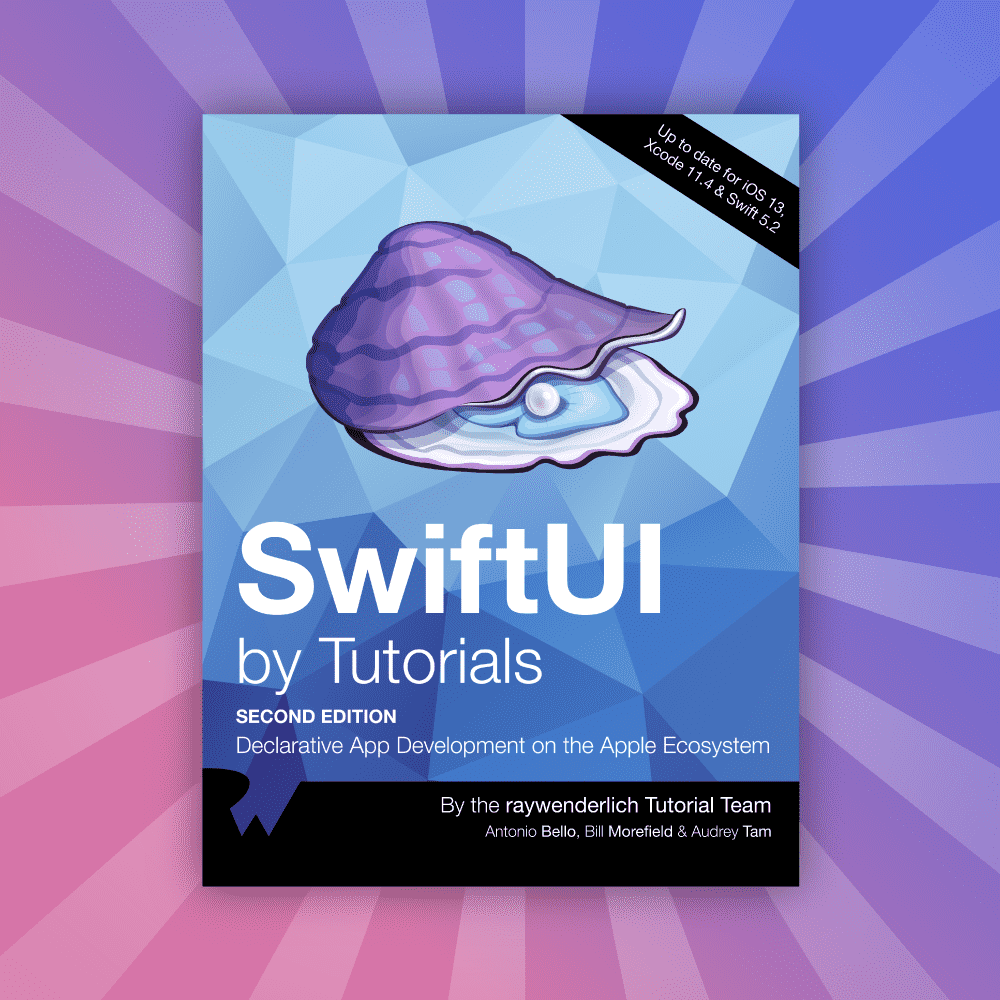 Up to date for iOS 13,
Xcode 11.4 & Swift 5.2
SwiftUI
by Tutorials
SECOND EDITION
Declarative App Development on the Apple Ecosystem
By the raywenderlich Tutorial Team
Antonio Bello, Bill Morefield & Audrey Tam